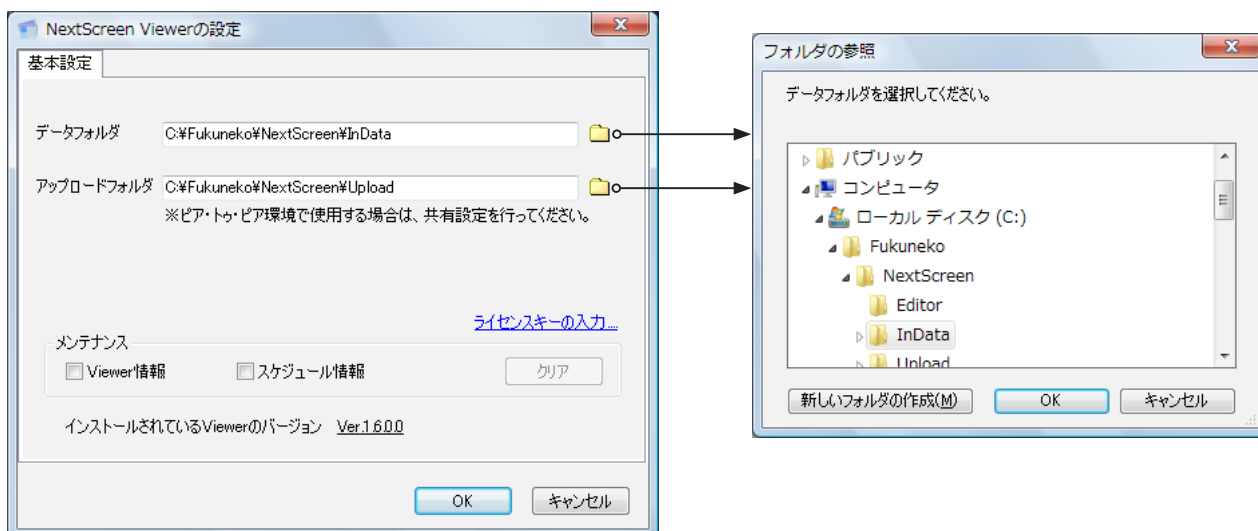 NextScreen Viewerの設定
基本設定
データフォルダ C:¥Fukuneko¥NextScreen¥InData
アップロードフォルダ C:¥Fukuneko¥NextScreen¥Upload
※ピア・トゥ・ピア環境で使用する場合は、共有設定を行ってください。
ライセンスキーの入力...
メンテナンス
Viewer情報 スケジュール情報 クリア
インストールされているViewerのバージョン Ver.1.6.0.0
OK キャンセル
フォルダの参照
データフォルダを選択してください。
パブリック
コンピュータ
ローカル ディスク (C:)
Fukuneko
NextScreen
Editor
InData
Upload
新しいフォルダの作成(M) OK キャンセル